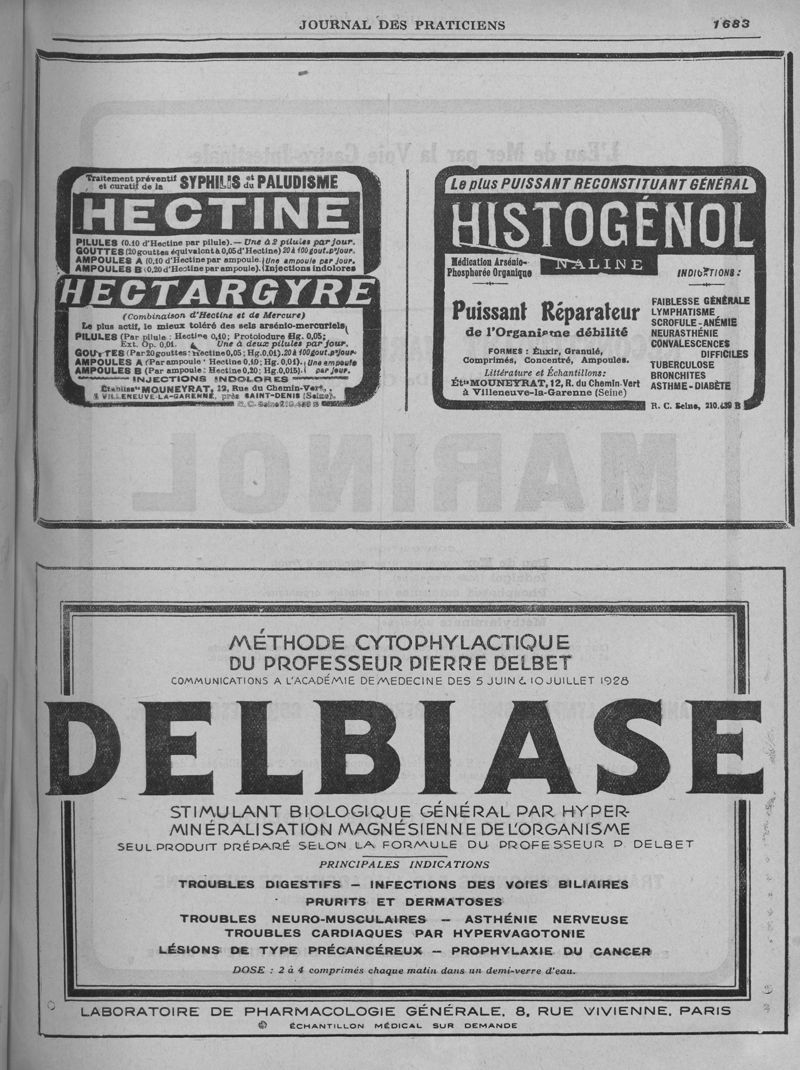 JOURNAL DES PRATICIENS
1683
Traitement préventif et SYPHILIS et PALUDISME
et curatif de la du
HECTINE
PILULES (0.10 d'Hectine par pilule). — Une à 2 pilules par jour.
GOUTTES (20 gouttes équivalent à 0,05 d'Hectine) 20 à 100 gout. p' jour.
AMPOULES A (0,10 d'Hectine par ampoule. (Une ampoule par jour.
AMPOULES B (0,20 d'Hectine par ampoule). (Injections indolores
HECTARGYRE
(Combinaison d'Hectine et de Mercure)
Le plus actif, le mieux toléré des sels arsénio-mercuriels.
PILULES (Par pilule : Hectine 0,10; Protoiodure Hg. 0,05;
Ext. Op. 0,01. Une à deux pilules par jour.
GOUTTES (Par 20 gouttes: Hectine 0,05; Hg. 0,01). 20 à 100 gout. p' jour.
AMPOULES A (Par ampoule: Hectine 0,10; Hg. 0,01). (Une ampoule
AMPOULES B (Par ampoule: Hectine 0,20; Hg. 0,015). ( par jour.
INJECTIONS INDOLORES
Établiss<sup>ts</sup> MOUNEYRAT, 12, Rue du Chemin-Vert,
à VILLENEUVE-LA-GARENNE, près SAINT-DENIS (Seine).
R. C. Seine 210.439 B
Le plus PUISSANT RECONSTITUANT GÉNÉRAL
HISTOGÉNOL
NALINE
Médication Arsénio-
Phosphorée Organique
INDICATIONS :
Puissant Réparateur
de l'Organisme débilité
FORMES : Élixir, Granulé,
Comprimés, Concentré, Ampoules.
Littérature et Échantillons:
Ét<sup>ts</sup> MOUNEYRAT, 12, R. du Chemin-Vert
à Villeneuve-la-Garenne (Seine)
FAIBLESSE GÉNÉRALE
LYMPHATISME
SCROFULE - ANÉMIE
NEURASTHÉNIE
CONVALESCENCES
DIFFICILES
TUBERCULOSE
BRONCHITES
ASTHME - DIABÈTE
R. C. Seine, 210.439 B
MÉTHODE CYTOPHYLACTIQUE
DU PROFESSEUR PIERRE DELBET
COMMUNICATIONS A L'ACADÉMIE DE MEDECINE DES 5 JUIN & 10 JUILLET 1928
DELBIASE
STIMULANT BIOLOGIQUE GÉNÉRAL PAR HYPER-
MINÉRALISATION MAGNÉSIENNE DE L'ORGANISME
SEUL PRODUIT PRÉPARÉ SELON LA FORMULE DU PROFESSEUR P. DELBET
PRINCIPALES INDICATIONS
TROUBLES DIGESTIFS — INFECTIONS DES VOIES BILIAIRES
PRURITS ET DERMATOSES
TROUBLES NEURO-MUSCULAIRES — ASTHÉNIE NERVEUSE
TROUBLES CARDIAQUES PAR HYPERVAGOTONIE
LÉSIONS DE TYPE PRÉCANCÉREUX — PROPHYLAXIE DU CANCER
DOSE : 2 à 4 comprimés chaque matin dans un demi-verre d'eau.
LABORATOIRE DE PHARMACOLOGIE GÉNÉRALE, 8, RUE VIVIENNE, PARIS
ÉCHANTILLON MÉDICAL SUR DEMANDE